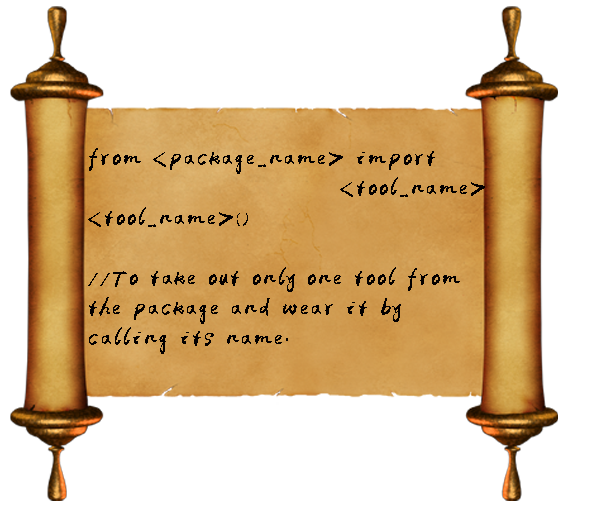 from <package_name> import
<tool_name>
<tool_name>()
//To take out only one tool from
the package and wear it by
calling its name.